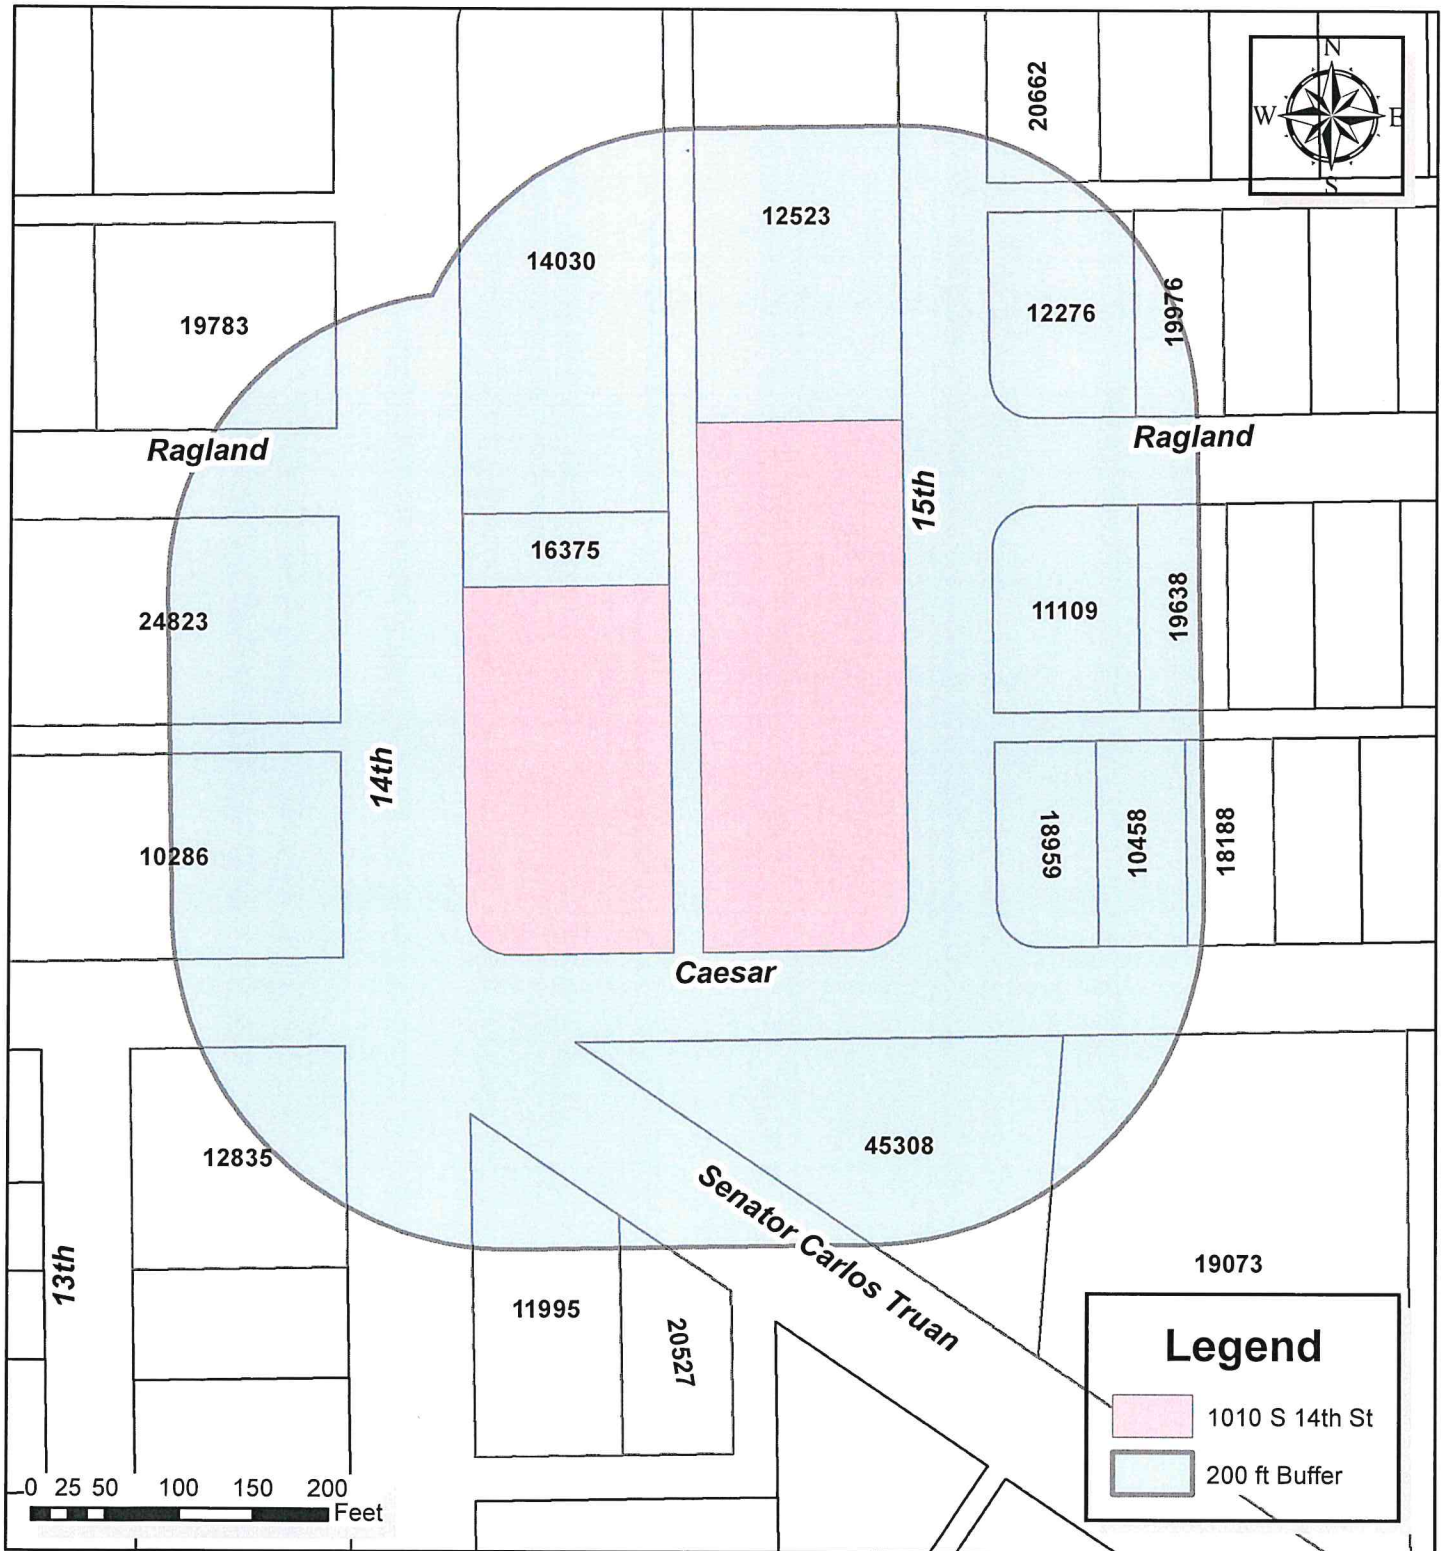 N
W E
S
20662
12523
14030
12276
19976
19783
Ragland
Ragland
15th
16375
24823
11109
19638
14th
10286
18959
10458
18188
Caesar
12835
45308
Senator Carlos Truan
13th
11995
20527
19073
Legend
1010 S 14th St
200 ft Buffer
0 25 50 100 150 200
Feet